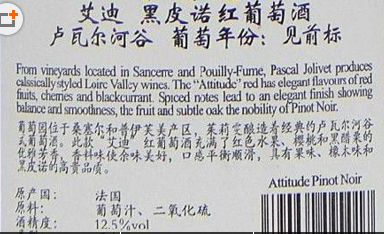 艾迪 黑皮诺红葡萄酒
卢瓦尔河谷 葡萄年份：见前标
From vineyards located in Sancerre and Pouilly-Fume, Pascal Jolivet produces
calssically styled Loire Valley wines. The "Attitude" red has elegant flavours of red
fruits, cherries and blackcurrant. Spiced notes lead to an elegant finish showing
balance and smoothness, the fruit and subtle oak the nobility of Pinot Noir.
葡萄园位于桑塞尔和普伊芙美产区，茱莉雯酿造着经典的卢瓦尔河谷
式葡萄酒。此款 艾迪 红葡萄酒充满了红色水果、樱桃和黑醋栗的
优雅芳香。香料味使余味美好，口感平衡顺滑，具有果味、橡木味和
黑皮诺的高贵品质。
Attitude Pinot Noir
原产国： 法国
原料： 葡萄汁、二氧化硫
酒精度： 12.5%vol